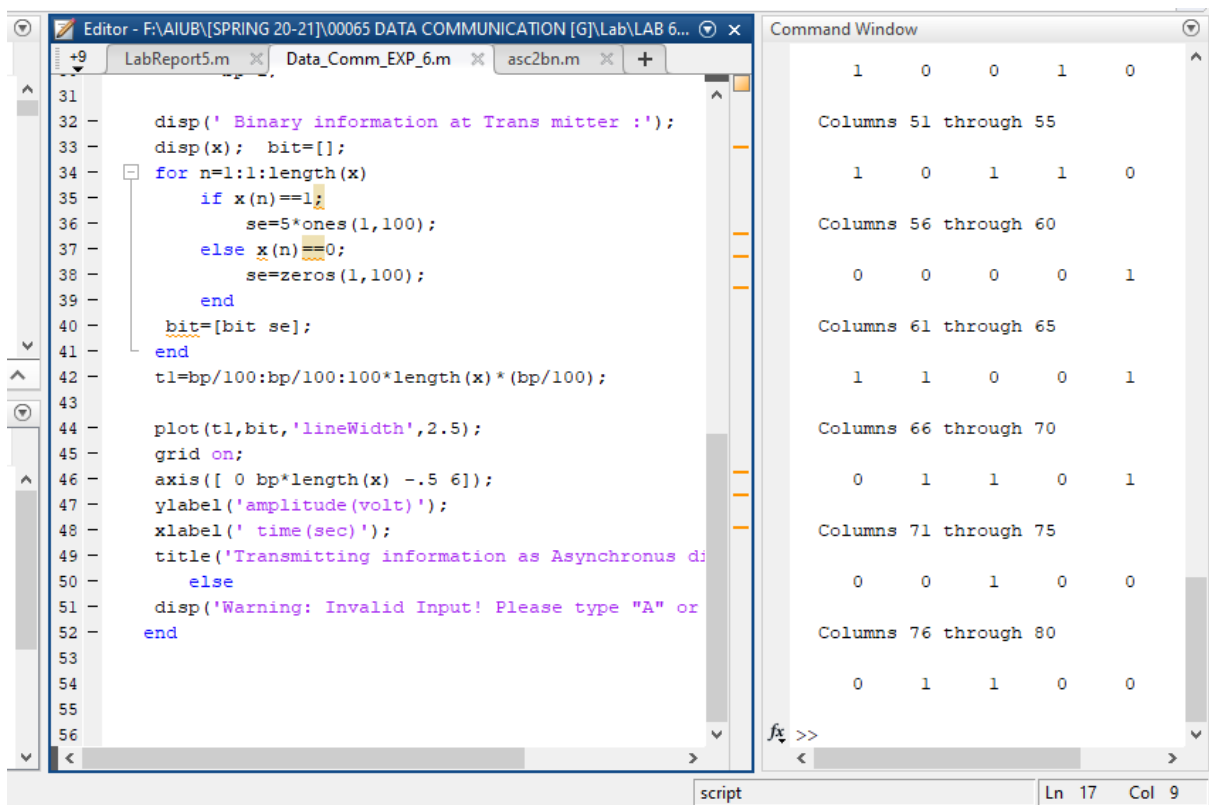 Editor - F:\AIUB\[SPRING 20-21]\00065 DATA COMMUNICATION [G]\Lab\LAB 6...
+9 LabReport5.m Data_Comm_EXP_6.m asc2bn.m +
31
32 - disp(' Binary information at Trans mitter :');
33 - disp(x);  bit=[];
34 - for n=1:1:length(x)
35 - if x(n)==1;
36 - se=5*ones(1,100);
37 - else x(n)==0;
38 - se=zeros(1,100);
39 - end
40 - bit=[bit se];
41 - end
42 - t1=bp/100:bp/100:100*length(x)*(bp/100);
43
44 - plot(t1,bit,'lineWidth',2.5);
45 - grid on;
46 - axis([ 0 bp*length(x) -.5 6]);
47 - ylabel('amplitude(volt)');
48 - xlabel(' time(sec)');
49 - title('Transmitting information as Asynchronus di
50 - else
51 - disp('Warning: Invalid Input! Please type "A" or
52 - end
53
54
55
56
Command Window
1 0 0 1 0
Columns 51 through 55
1 0 1 1 0
Columns 56 through 60
0 0 0 0 1
Columns 61 through 65
1 1 0 0 1
Columns 66 through 70
0 1 1 0 1
Columns 71 through 75
0 0 1 0 0
Columns 76 through 80
0 1 1 0 0
fx >>
script Ln 17 Col 9